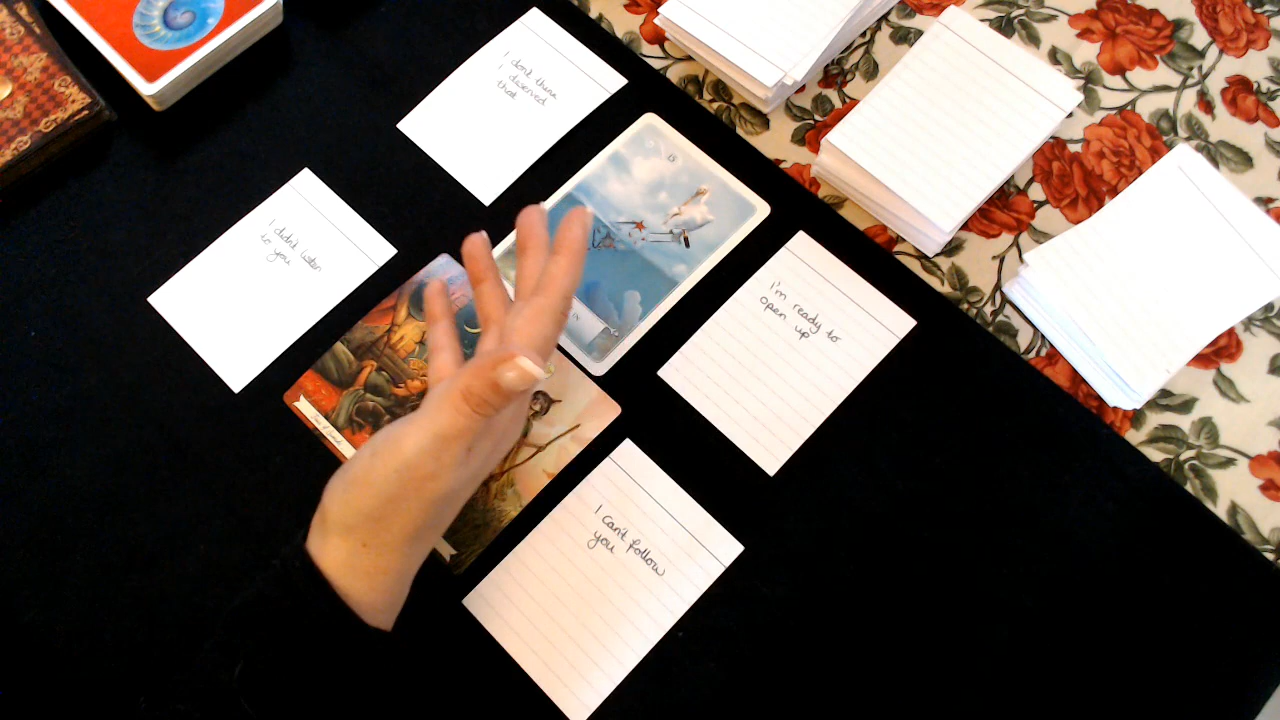 I don't think
I deserved
that
I didn't listen
to you
I'm ready to
open up
I can't follow
you